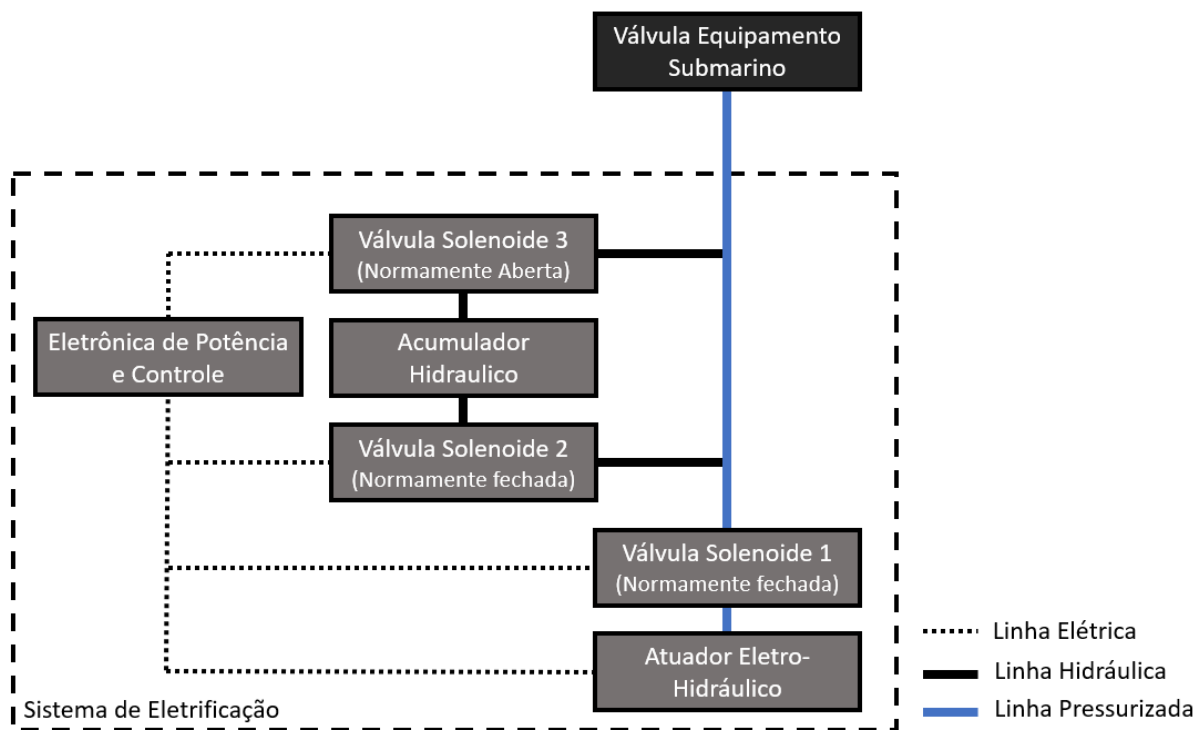 Válvula Equipamento
Submarino
Válvula Solenoide 3
(Normamente Aberta)
Eletrônica de Potência
e Controle
Acumulador
Hidraulico
Válvula Solenoide 2
(Normamente fechada)
Válvula Solenoide 1
(Normamente fechada)
Atuador Eletro-
Hidráulico
Sistema de Eletrificação
Linha Elétrica
Linha Hidráulica
Linha Pressurizada